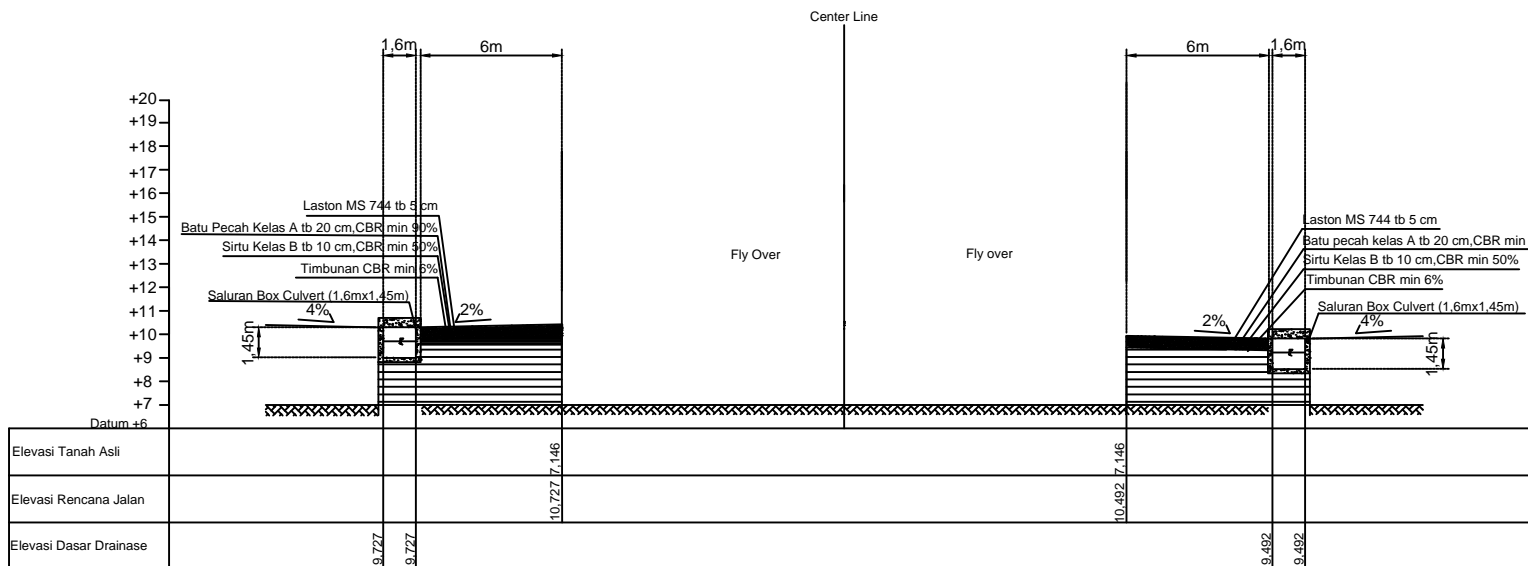 Center Line
1,6m
6m
6m
1,6m
+20
+19
+18
+17
+16
+15
+14
+13
+12
+11
+10
+9
+8
+7
Datum +6
Laston MS 744 tb 5 cm
Batu Pecah Kelas A tb 20 cm,CBR min 90%
Sirtu Kelas B tb 10 cm,CBR min 50%
Timbunan CBR min 6%
Saluran Box Culvert (1,6mx1,45m)
4%
2%
1,45m
Fly Over
Fly over
Laston MS 744 tb 5 cm
Batu pecah kelas A tb 20 cm,CBR min
Sirtu Kelas B tb 10 cm,CBR min 50%
Timbunan CBR min 6%
Saluran Box Culvert (1,6mx1,45m)
2%
4%
1,45m
Elevasi Tanah Asli
7,146
7,146
Elevasi Rencana Jalan
10,727
10,492
Elevasi Dasar Drainase
9,727
9,727
9,492
9,492